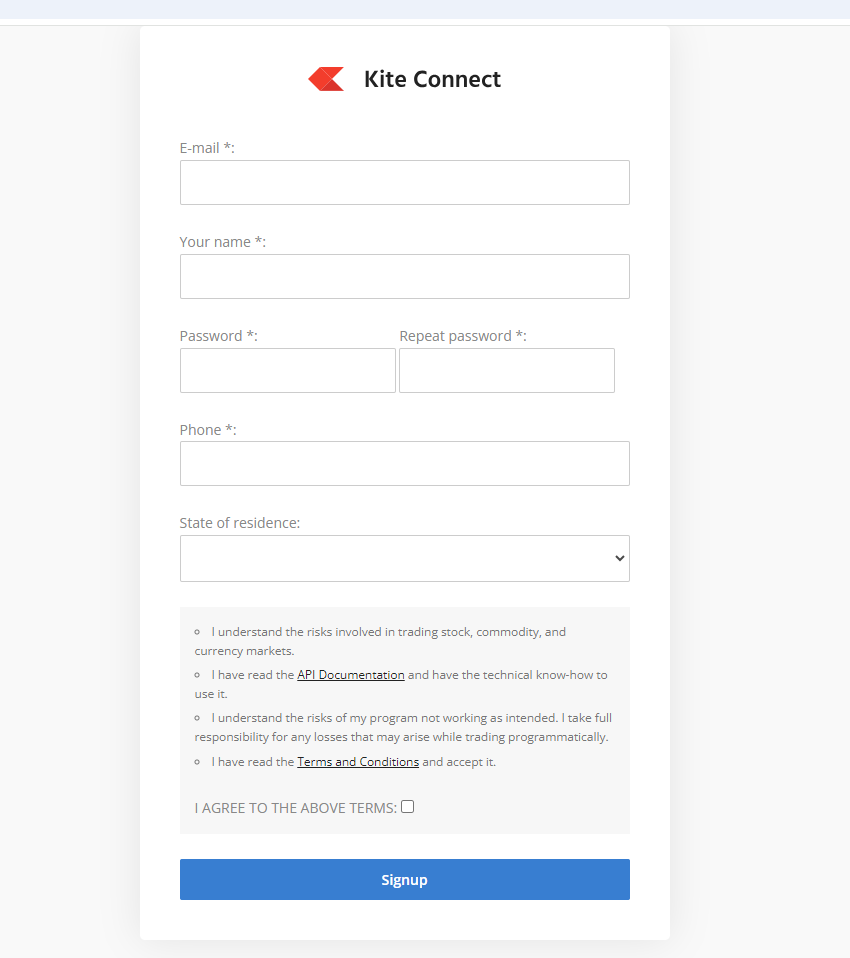 Kite Connect
E-mail *:
Your name *:
Password *: Repeat password *:
Phone *:
State of residence:
I understand the risks involved in trading stock, commodity, and
currency markets.
I have read the API Documentation and have the technical know-how to
use it.
I understand the risks of my program not working as intended. I take full
responsibility for any losses that may arise while trading programmatically.
I have read the Terms and Conditions and accept it.
I AGREE TO THE ABOVE TERMS:
Signup